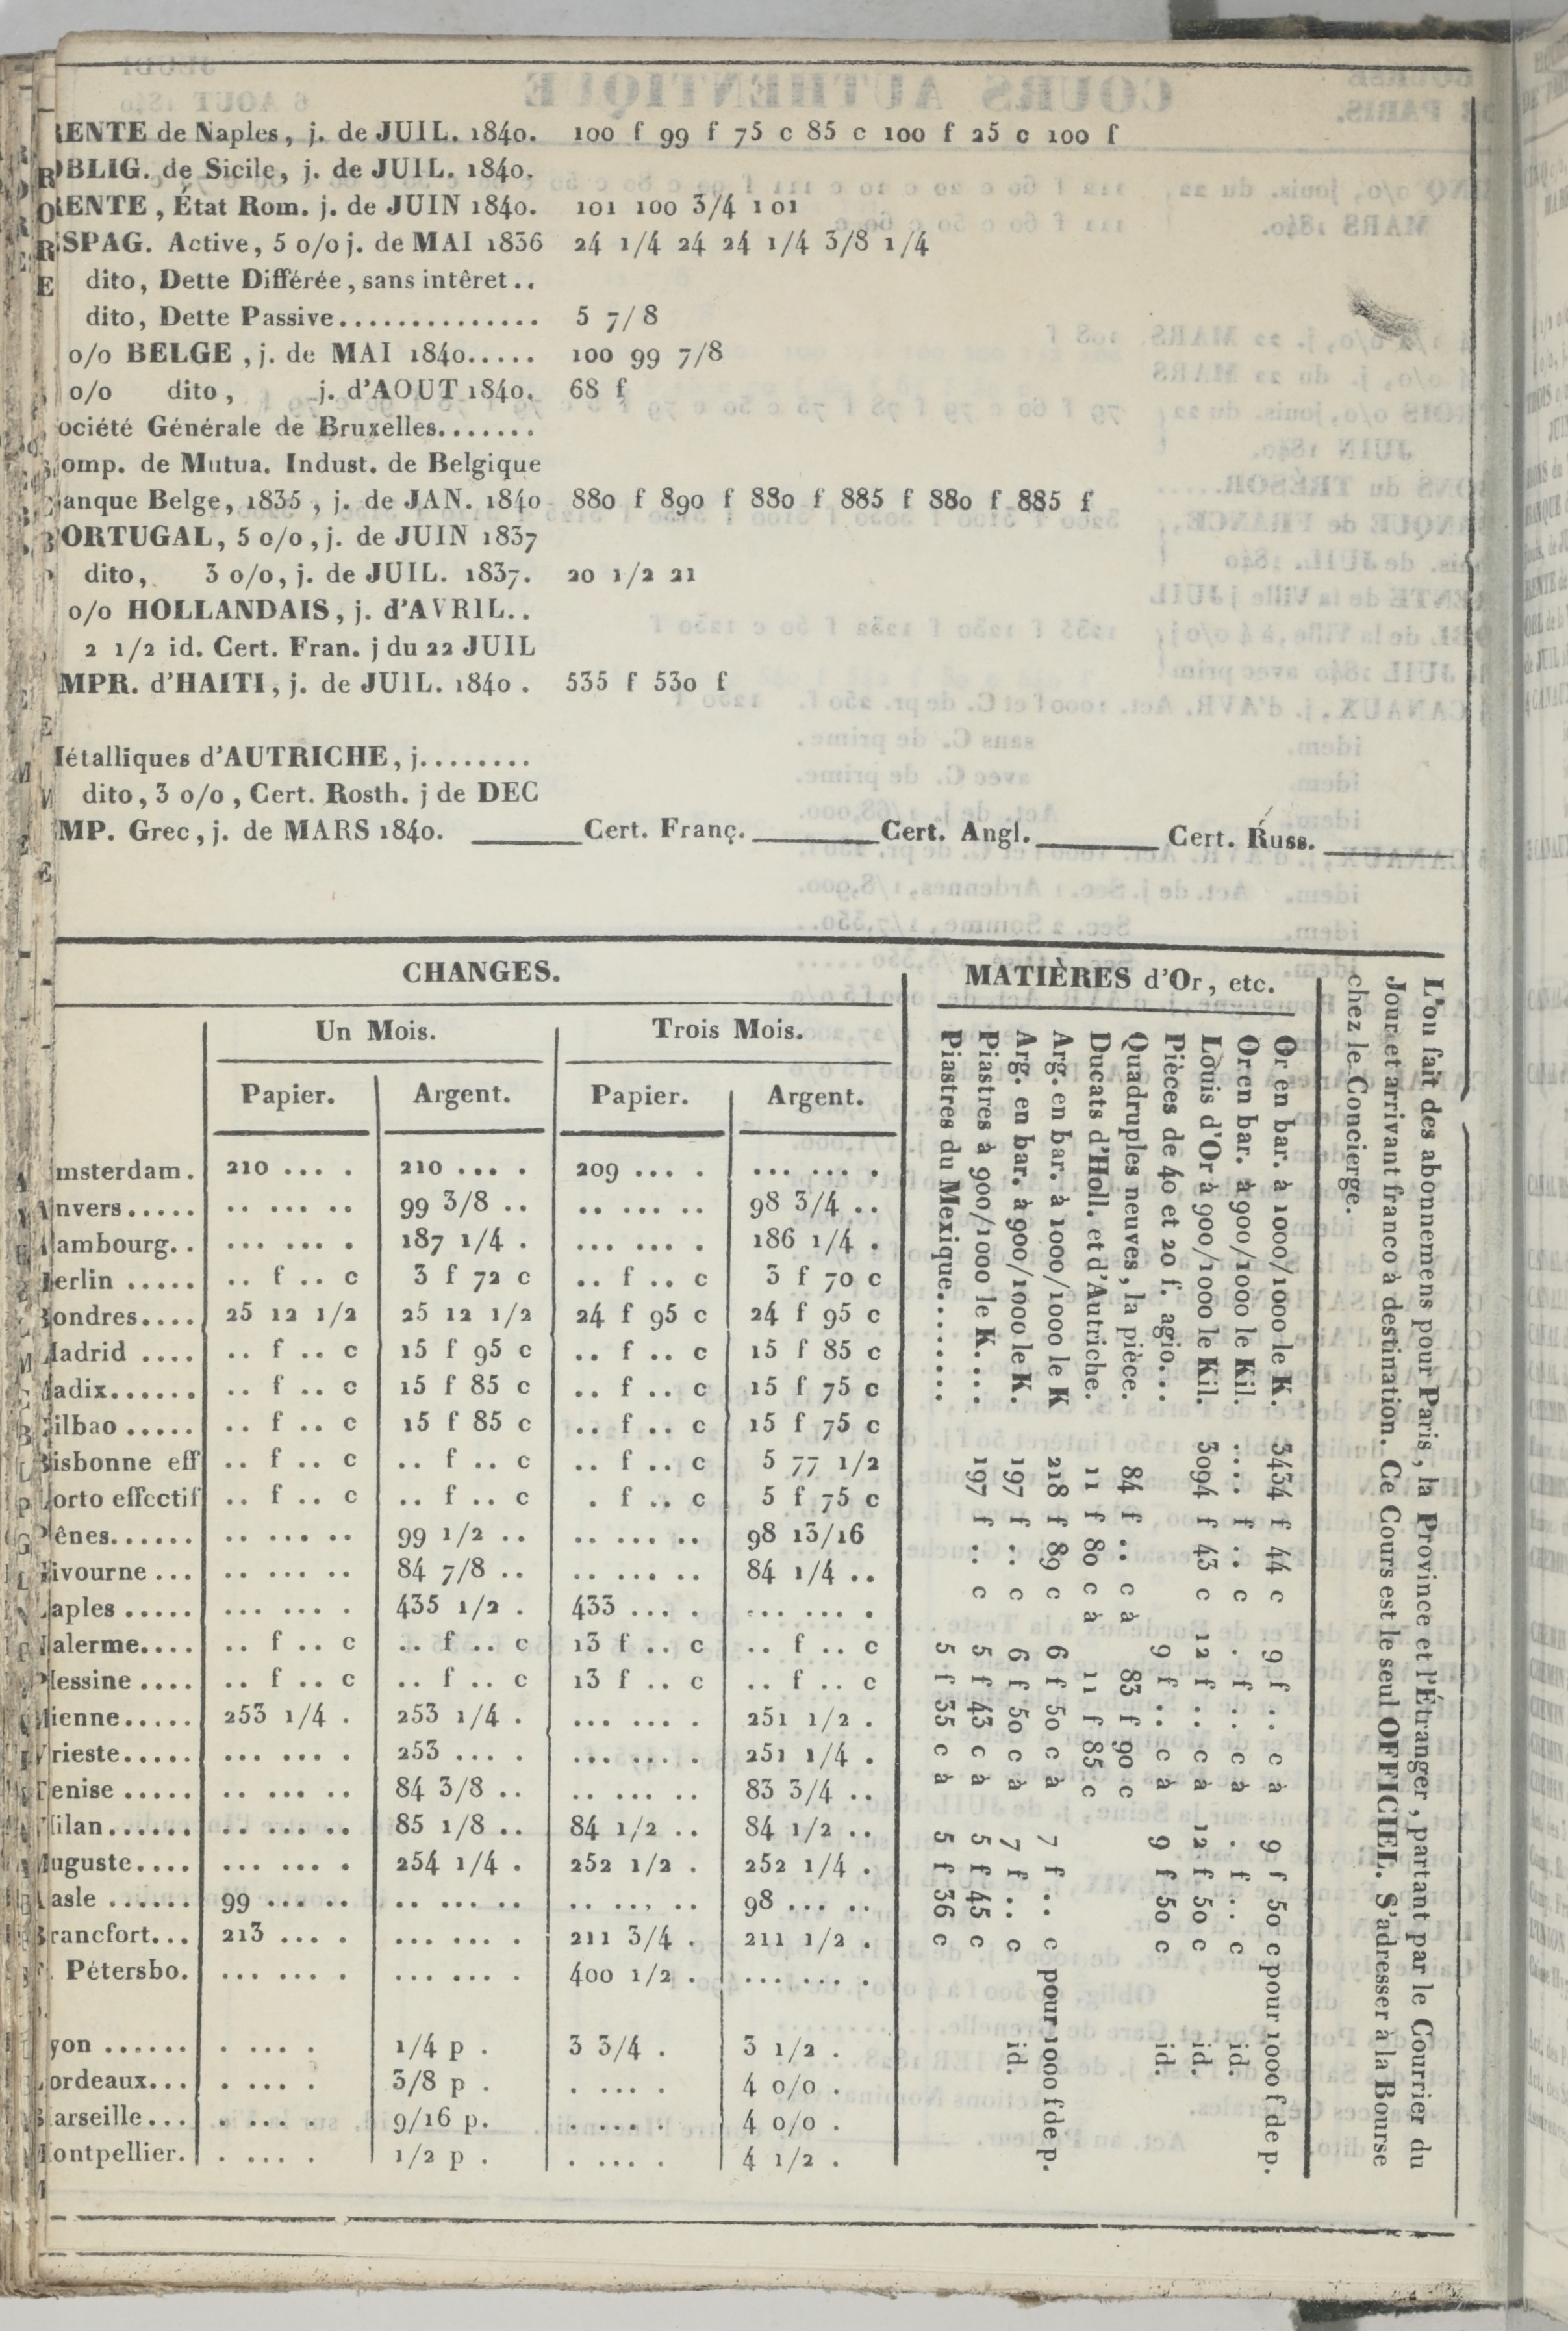 RENTE de Naples, j. de JUIL. 1840. 100 f 99 f 75 c 85 c 100 f 25 c 100 f
OBLIG. de Sicile, j. de JUIL. 1840.
RENTE, État Rom. j. de JUIN 1840. 101 100 3/4 101
ESPAG. Active, 5 o/o j. de MAI 1836 24 1/4 24 24 1/4 3/8 1/4
dito, Dette Différée, sans intêret..
dito, Dette Passive.............. 5 7/8
o/o BELGE, j. de MAI 1840..... 100 99 7/8
o/o dito, j. d'AOUT 1840. 68 f
ociété Générale de Bruxelles.......
omp. de Mutua. Indust. de Belgique
anque Belge, 1835, j. de JAN. 1840 880 f 890 f 880 f 885 f 880 f 885 f
PORTUGAL, 5 o/o, j. de JUIN 1837
dito, 3 o/o, j. de JUIL. 1837. 20 1/2 21
o/o HOLLANDAIS, j. d'AVRIL..
2 1/2 id. Cert. Fran. j du 22 JUIL
EMPR. d'HAITI, j. de JUIL. 1840. 535 f 530 f
Métalliques d'AUTRICHE, j........
dito, 3 o/o, Cert. Rosth. j de DEC
EMP. Grec, j. de MARS 1840. ______ Cert. Franç. ______ Cert. Angl. ______ Cert. Russ. ______
CHANGES.
Un Mois. Trois Mois.
Papier. Argent. Papier. Argent.
Amsterdam. 210 .... 210 .... 209 .... ... ... .
Anvers..... .. ... .. 99 3/8 .. .. ... .. 98 3/4 ..
ambourg.. ... ... . 187 1/4 . ... ... . 186 1/4 .
erlin ..... .. f .. c 3 f 72 c .. f .. c 3 f 70 c
ondres.... 25 12 1/2 25 12 1/2 24 f 95 c 24 f 95 c
Madrid .... .. f .. c 15 f 95 c .. f .. c 15 f 85 c
adix...... .. f .. c 15 f 85 c .. f .. c 15 f 75 c
ilbao ..... .. f .. c 15 f 85 c .. f .. c 15 f 75 c
isbonne eff .. f .. c .. f .. c .. f .. c 5 77 1/2
orto effectif .. f .. c .. f .. c . f .. c 5 f 75 c
ênes...... .. ... .. 99 1/2 .. .. ... .. 98 13/16
ivourne ... .. ... .. 84 7/8 .. .. ... .. 84 1/4 ..
aples ..... ... ... . 435 1/2 . 433 ... . ... ... .
alerme.... .. f .. c .. f .. c 13 f .. c .. f .. c
essine .... .. f .. c .. f .. c 13 f .. c .. f .. c
ienne..... 253 1/4 . 253 1/4 . ... ... . 251 1/2 .
rieste..... ... ... . 253 ... . ... ... . 251 1/4 .
enise ..... .. ... .. 84 3/8 .. .. ... .. 83 3/4 ..
ilan...... .. ... .. 85 1/8 .. 84 1/2 .. 84 1/2 ..
uguste.... ... ... . 254 1/4 . 252 1/2 . 252 1/4 .
asle ...... 99 ... .. .. ... .. .. ... .. 98 ... ..
rancfort... 213 ... . ... ... . 211 3/4 . 211 1/2 .
Pétersbo. ... ... . ... ... . 400 1/2 . ... ... .
yon ...... . .... 1/4 p . 3 3/4 . 3 1/2 .
ordeaux... . .... 3/8 p . . .... 4 o/o .
arseille... . .... 9/16 p. . .... 4 o/o .
ontpellier. . .... 1/2 p . . .... 4 1/2 .
MATIÈRES d'Or, etc.
Or en bar. à 1000/1000 le K. 3434 f 44 c 9 f .. c à 9 f 50 c pour 1000 f de p.
Or en bar. à 900/1000 le Kil. .... f .. c . f .. c à . f .. c id.
Louis d'Or à 900/1000 le Kil. 3094 f 43 c 12 f .. c à 12 f 50 c id.
Pièces de 40 et 20 f. agio.... 9 f .. c à 9 f 50 c id.
Quadruples neuves, la pièce. 84 f .. c à 83 f 90 c
Ducats d'Holl. et d'Autriche. 11 f 80 c à 11 f 85 c
Arg. en bar. à 1000/1000 le K 218 f 89 c 6 f 50 c à 7 f .. c pour 1000 f de p.
Arg. en bar. à 900/1000 le K. 197 f .. c 6 f 50 c à 7 f .. c id.
Piastres à 900/1000 le K.... 197 f .. c 5 f 43 c à 5 f 45 c
Piastres du Mexique........ 5 f 35 c à 5 f 36 c
L'on fait des abonnemens pour Paris, la Province et l'Étranger, partant par le Courrier du
Jour et arrivant franco à destination. Ce Cours est le seul OFFICIEL. S'adresser à la Bourse
chez le Concierge.